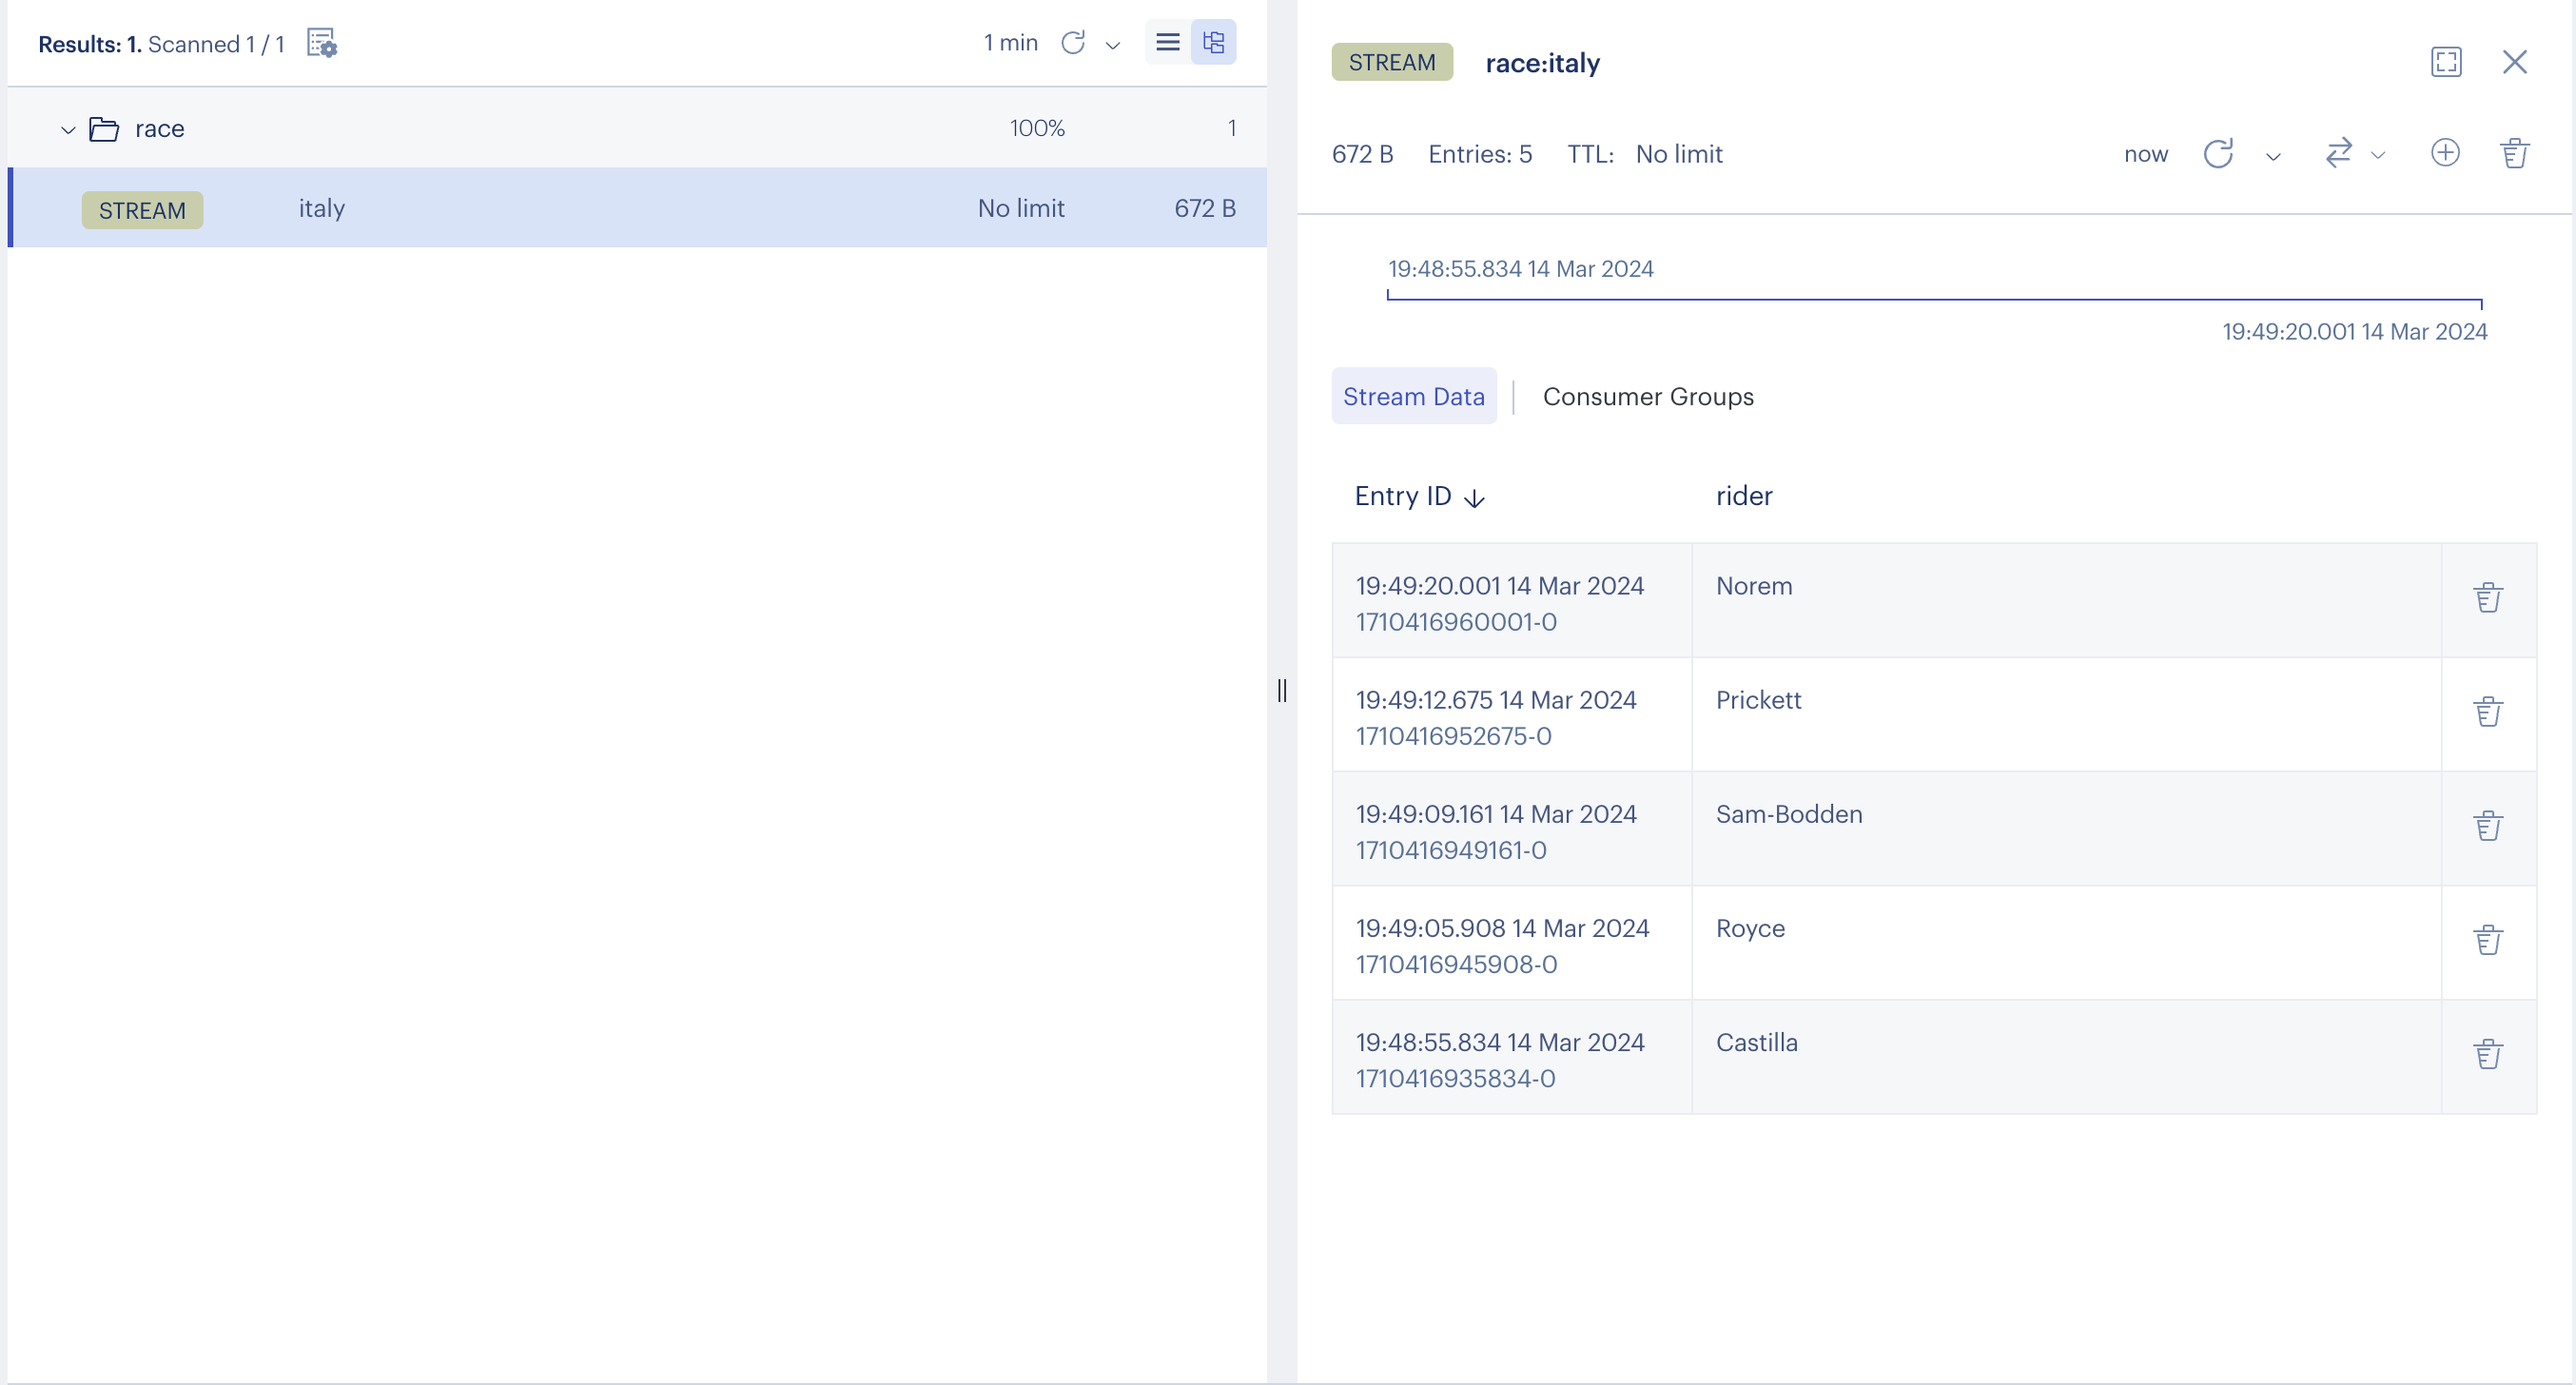 Results: 1. Scanned 1 / 1
1 min
race 100% 1
STREAM italy No limit 672 B
STREAM race:italy
672 B Entries: 5 TTL: No limit now
19:48:55.834 14 Mar 2024
19:49:20.001 14 Mar 2024
Stream Data Consumer Groups
Entry ID rider
19:49:20.001 14 Mar 2024 Norem
1710416960001-0
19:49:12.675 14 Mar 2024 Prickett
1710416952675-0
19:49:09.161 14 Mar 2024 Sam-Bodden
1710416949161-0
19:49:05.908 14 Mar 2024 Royce
1710416945908-0
19:48:55.834 14 Mar 2024 Castilla
1710416935834-0